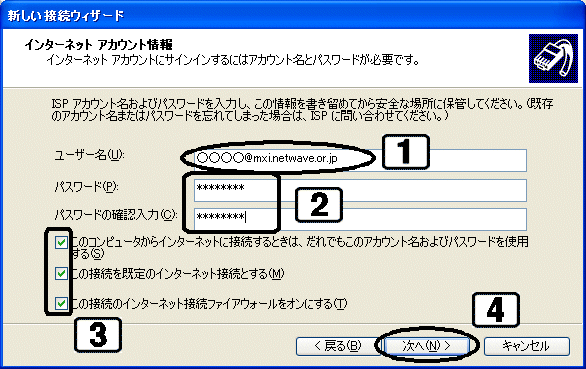 新しい接続ウィザード
インターネット アカウント情報
インターネット アカウントにサインインするにはアカウント名とパスワードが必要です。
ISP アカウント名およびパスワードを入力し、この情報を書き留めてから安全な場所に保管してください。(既存
のアカウント名またはパスワードを忘れてしまった場合は、ISP に問い合わせてください。)
ユーザー名(U): 〇〇〇〇@mxi.netwave.or.jp 1
パスワード(P): ******** 2
パスワードの確認入力(C): ********
このコンピュータからインターネットに接続するときは、だれでもこのアカウント名およびパスワードを使用
する(S)
この接続を既定のインターネット接続とする(M)
この接続のインターネット接続ファイアウォールをオンにする(T)
3 4
< 戻る(B) 次へ(N) > キャンセル